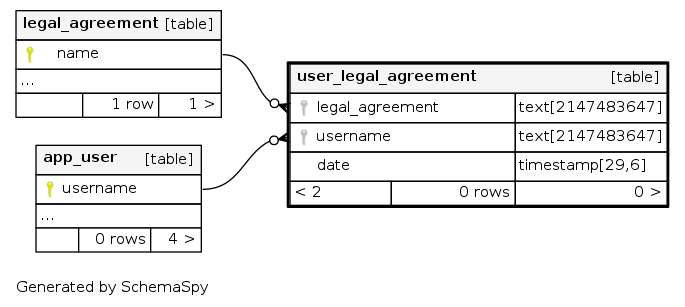 legal_agreement [table]
name
...
1 row 1 >
app_user [table]
username
...
0 rows 4 >
user_legal_agreement [table]
legal_agreement text[2147483647]
username text[2147483647]
date timestamp[29,6]
< 2 0 rows 0 >
Generated by SchemaSpy